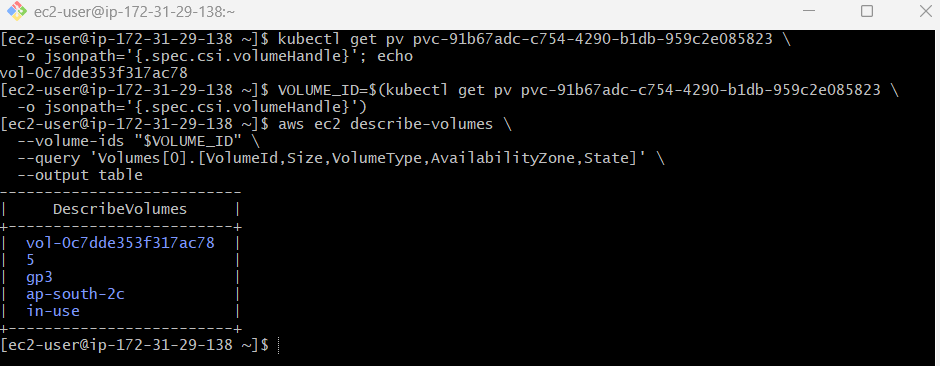 ec2-user@ip-172-31-29-138:~
[ec2-user@ip-172-31-29-138 ~]$ kubectl get pv pvc-91b67adc-c754-4290-b1db-959c2e085823 \
  -o jsonpath='{.spec.csi.volumeHandle}'; echo
vol-0c7dde353f317ac78
[ec2-user@ip-172-31-29-138 ~]$ VOLUME_ID=$(kubectl get pv pvc-91b67adc-c754-4290-b1db-959c2e085823 \
  -o jsonpath='{.spec.csi.volumeHandle}')
[ec2-user@ip-172-31-29-138 ~]$ aws ec2 describe-volumes \
  --volume-ids "$VOLUME_ID" \
  --query 'Volumes[0].[VolumeId,Size,VolumeType,AvailabilityZone,State]' \
  --output table
---------------------------
|     DescribeVolumes     |
+-------------------------+
|  vol-0c7dde353f317ac78  |
|  5                      |
|  gp3                    |
|  ap-south-2c            |
|  in-use                 |
+-------------------------+
[ec2-user@ip-172-31-29-138 ~]$